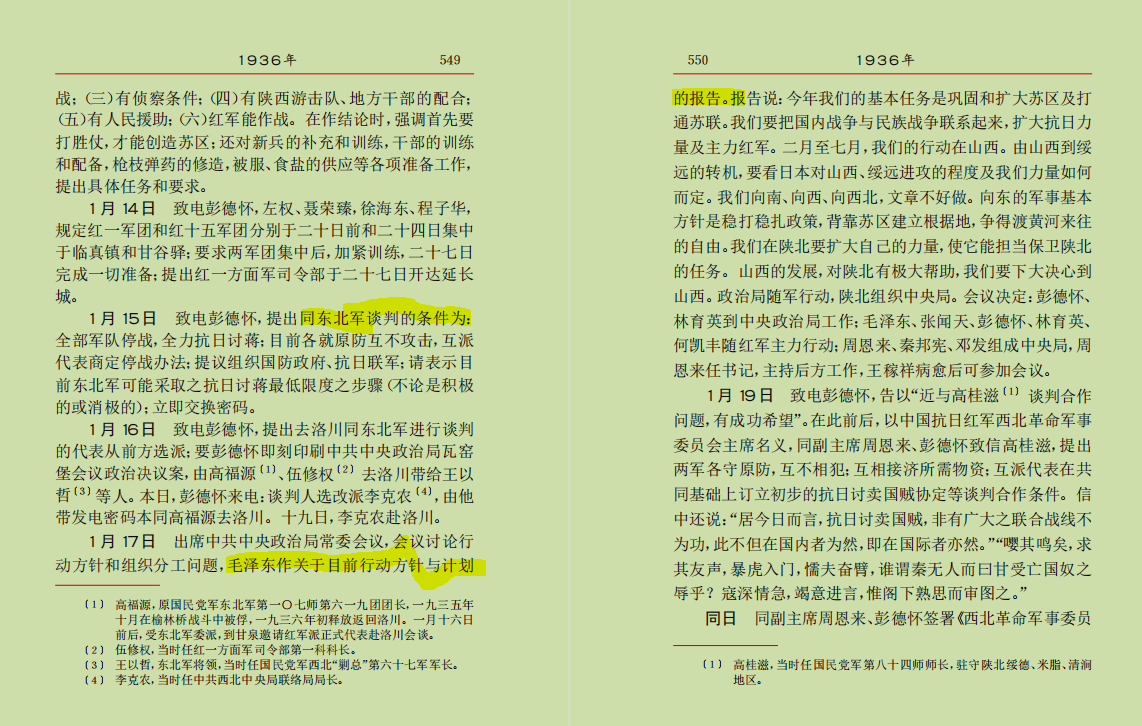 1936年
549
战;(三)有侦察条件;(四)有陕西游击队、地方干部的配合;
(五)有人民援助;(六)红军能作战。在作结论时,强调首先要
打胜仗,才能创造苏区;还对新兵的补充和训练,干部的训练
和配备,枪枝弹药的修造,被服、食盐的供应等各项准备工作,
提出具体任务和要求。
1月14日 致电彭德怀,左权、聂荣臻,徐海东、程子华,
规定红一军团和红十五军团分别于二十日前和二十四日集中
于临真镇和甘谷驿;要求两军团集中后,加紧训练,二十七日
完成一切准备;提出红一方面军司令部于二十七日开达延长
城。
1月15日 致电彭德怀,提出同东北军谈判的条件为:
全部军队停战,全力抗日讨蒋;目前各就原防互不攻击,互派
代表商定停战办法;提议组织国防政府、抗日联军;请表示目
前东北军可能采取之抗日讨蒋最低限度之步骤(不论是积极
的或消极的);立即交换密码。
1月16日 致电彭德怀,提出去洛川同东北军进行谈判
的代表从前方选派;要彭德怀即刻印刷中共中央政治局瓦窑
堡会议政治决议案,由高福源〔1〕、伍修权〔2〕去洛川带给王以
哲〔3〕等人。本日,彭德怀来电:谈判人选改派李克农〔4〕,由他
带发电密码本同高福源去洛川。十九日,李克农赴洛川。
1月17日 出席中共中央政治局常委会议,会议讨论行
动方针和组织分工问题,毛泽东作关于目前行动方针与计划
〔1〕 高福源,原国民党军东北军第一〇七师第六一九团团长,一九三五年
十月在榆林桥战斗中被俘,一九三六年初释放返回洛川。一月十六日
前后,受东北军委派,到甘泉邀请红军派正式代表赴洛川会谈。
〔2〕 伍修权,当时任红一方面军司令部第一科科长。
〔3〕 王以哲,东北军将领,当时任国民党军西北“剿总”第六十七军军长。
〔4〕 李克农,当时任中共西北中央局联络局局长。
550
1936年
的报告。报告说:今年我们的基本任务是巩固和扩大苏区及打
通苏联。我们要把国内战争与民族战争联系起来,扩大抗日力
量及主力红军。二月至七月,我们的行动在山西。由山西到绥
远的转机,要看日本对山西、绥远进攻的程度及我们力量如何
而定。我们向南、向西、向西北,文章不好做。向东的军事基本
方针是稳打稳扎政策,背靠苏区建立根据地,争得渡黄河来往
的自由。我们在陕北要扩大自己的力量,使它能担当保卫陕北
的任务。山西的发展,对陕北有极大帮助,我们要下大决心到
山西。政治局随军行动,陕北组织中央局。会议决定:彭德怀、
林育英到中央政治局工作;毛泽东、张闻天、彭德怀、林育英、
何凯丰随红军主力行动;周恩来、秦邦宪、邓发组成中央局,周
恩来任书记,主持后方工作,王稼祥病愈后可参加会议。
1月19日 致电彭德怀,告以“近与高桂滋〔1〕谈判合作
问题,有成功希望”。在此前后,以中国抗日红军西北革命军事
委员会主席名义,同副主席周恩来、彭德怀致信高桂滋,提出
两军各守原防,互不相犯;互相接济所需物资;互派代表在共
同基础上订立初步的抗日讨卖国贼协定等谈判合作条件。信
中还说:“居今日而言,抗日讨卖国贼,非有广大之联合战线不
为功,此不但在国内者为然,即在国际者亦然。”“嘤其鸣矣,求
其友声,暴虎入门,懦夫奋臂,谁谓秦无人而曰甘受亡国奴之
辱乎?寇深情急,竭意进言,惟阁下熟思而审图之。”
同日 同副主席周恩来、彭德怀签署《西北革命军事委员
〔1〕 高桂滋,当时任国民党军第八十四师师长,驻守陕北绥德、米脂、清涧
地区。